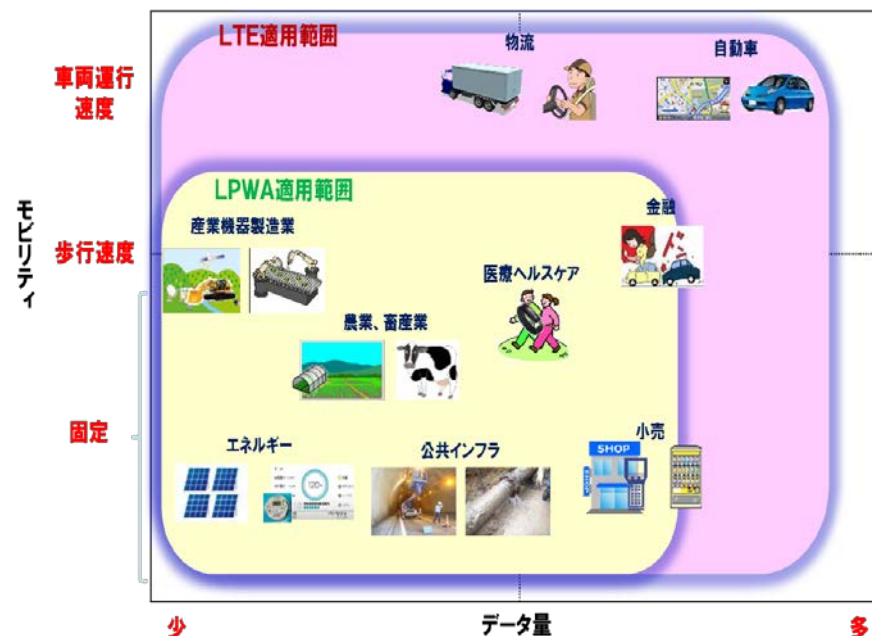 LTE適用範囲
物流
自動車
車両運行
速度
LPWA適用範囲
産業機器製造業
金融
モビリティ
歩行速度
医療ヘルスケア
農業、畜産業
固定
エネルギー
公共インフラ
小売
SHOP
120
少
データ量
多